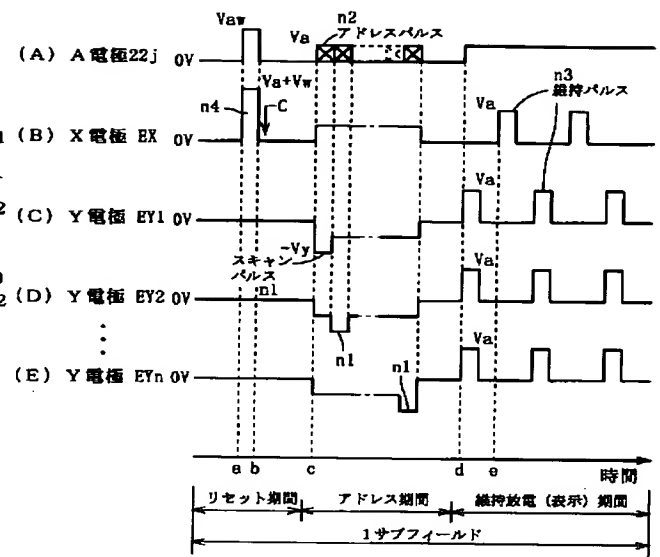 Vaw
n2
アドレスパルス
Va
(A) A電極22j 0V
Va+Vw
n4
C
n3
維持パルス
Va
(B) X電極 EX 0V
Va
(C) Y電極 EY1 0V
-Vy
スキャン
パルス
n1
Va
(D) Y電極 EY2 0V
n1
Va
(E) Y電極 EYn 0V
n1
a b c d e 時間
リセット期間 アドレス期間 維持放電(表示)期間
1サブフィールド